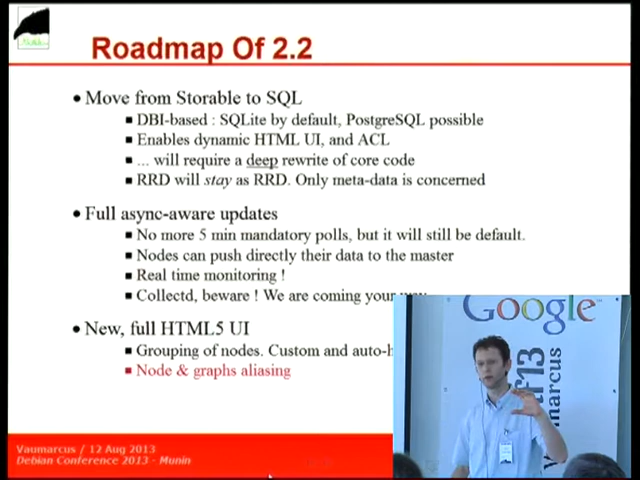 Munin
Roadmap Of 2.2
• Move from Storable to SQL
■ DBI-based : SQLite by default, PostgreSQL possible
■ Enables dynamic HTML UI, and ACL
■ ... will require a deep rewrite of core code
■ RRD will stay as RRD. Only meta-data is concerned
• Full async-aware updates
■ No more 5 min mandatory polls, but it will still be default.
■ Nodes can push directly their data to the master
■ Real time monitoring !
■ Collectd, beware ! We are coming your way
• New, full HTML5 UI
■ Grouping of nodes. Custom and auto-h
■ Node & graphs aliasing
Google
f13
marcus
Vaumarcus / 12 Aug 2013
Debian Conference 2013 - Munin